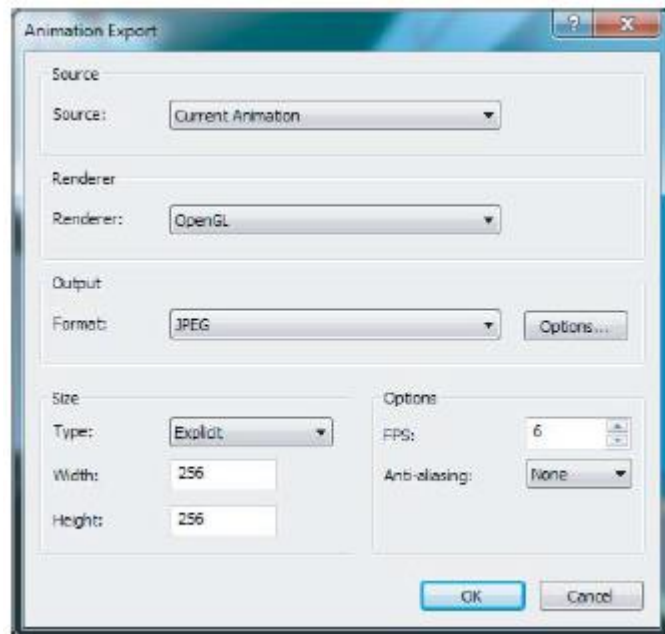 Animation Export
Source
Source: Current Animation
Renderer
Renderer: OpenGL
Output
Format: JPEG Options...
Size
Type: Explicit
Width: 256
Height: 256
Options
FPS: 6
Anti-aliasing: None
OK Cancel